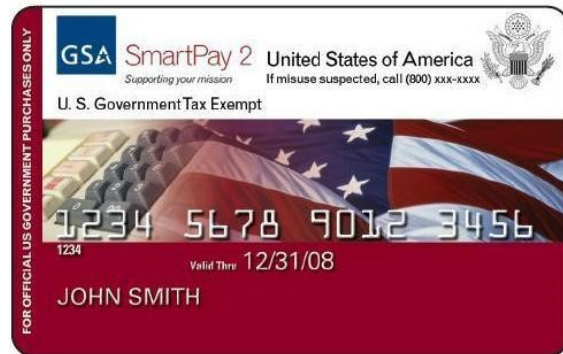 FOR OFFICIAL US GOVERNMENT PURCHASES ONLY
GSA SmartPay 2
Supporting your mission
United States of America
If misuse suspected, call (800) xxx-xxxx
U. S. Government Tax Exempt
1234 5678 9012 3456
1234
Valid Thru 12/31/08
JOHN SMITH